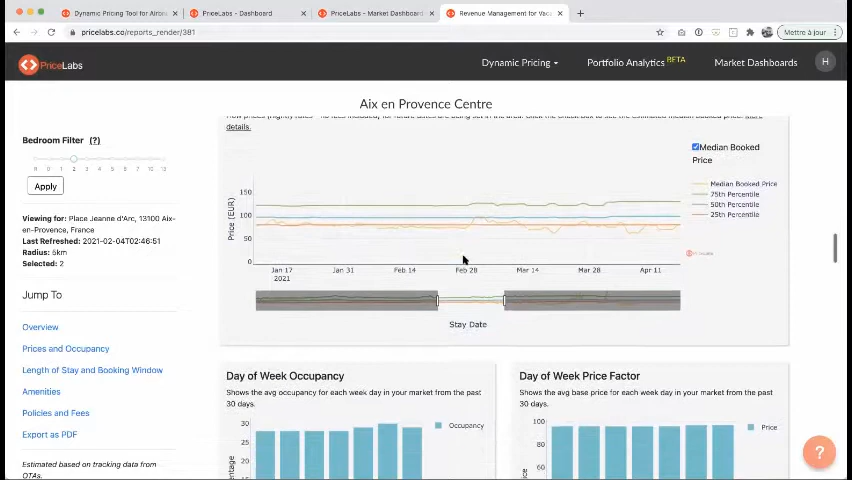 Dynamic Pricing Tool for Airbn
PriceLabs - Dashboard
PriceLabs - Market Dashboard
Revenue Management for Vac
pricelabs.co/reports_render/381
Mettre à jour
PriceLabs
Dynamic Pricing
Portfolio Analytics BETA
Market Dashboards
H
Aix en Provence Centre
details.
Bedroom Filter (?)
Apply
Viewing for: Place Jeanne d'Arc, 13100 Aix-
en-Provence, France
Last Refreshed: 2021-02-04T02:46:51
Radius: 5km
Selected: 2
Jump To
Overview
Prices and Occupancy
Length of Stay and Booking Window
Amenities
Policies and Fees
Export as PDF
Estimated based on tracking data from
OTAs.
Median Booked
Price
Median Booked Price
75th Percentile
50th Percentile
25th Percentile
Price (EUR)
150
100
50
0
Jan 17
2021
Jan 31
Feb 14
Feb 28
Mar 14
Mar 28
Apr 11
Stay Date
Day of Week Occupancy
Shows the avg occupancy for each week day in your market from the past
30 days.
30
25
20
Occupancy
Day of Week Price Factor
Shows the avg base price for each week day in your market from the past
30 days.
100
80
60
Price
?